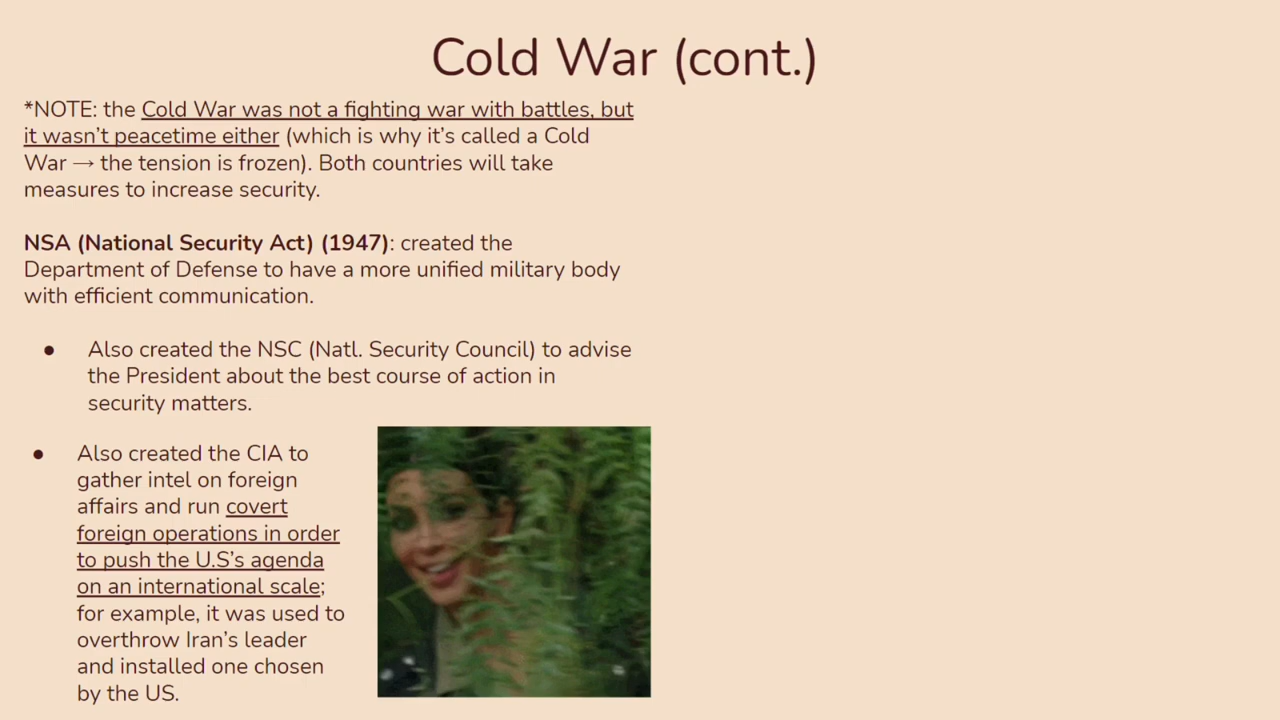 Cold War (cont.)
*NOTE: the Cold War was not a fighting war with battles, but
it wasn't peacetime either (which is why it's called a Cold
War → the tension is frozen). Both countries will take
measures to increase security.
NSA (National Security Act) (1947): created the
Department of Defense to have a more unified military body
with efficient communication.
● Also created the NSC (Natl. Security Council) to advise
the President about the best course of action in
security matters.
● Also created the CIA to
gather intel on foreign
affairs and run covert
foreign operations in order
to push the U.S's agenda
on an international scale;
for example, it was used to
overthrow Iran's leader
and installed one chosen
by the US.